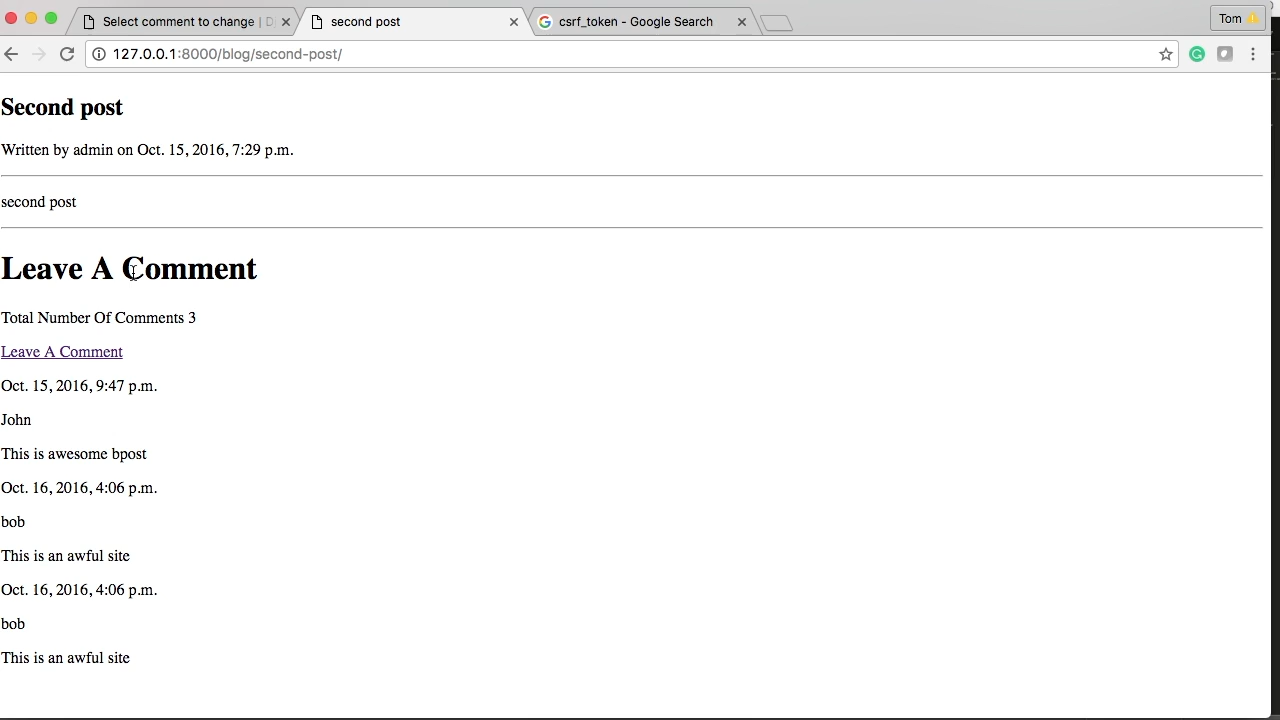 Select comment to change | D
second post
csrf_token - Google Search
Tom
127.0.0.1:8000/blog/second-post/
Second post
Written by admin on Oct. 15, 2016, 7:29 p.m.
second post
Leave A Comment
Total Number Of Comments 3
Leave A Comment
Oct. 15, 2016, 9:47 p.m.
John
This is awesome bpost
Oct. 16, 2016, 4:06 p.m.
bob
This is an awful site
Oct. 16, 2016, 4:06 p.m.
bob
This is an awful site